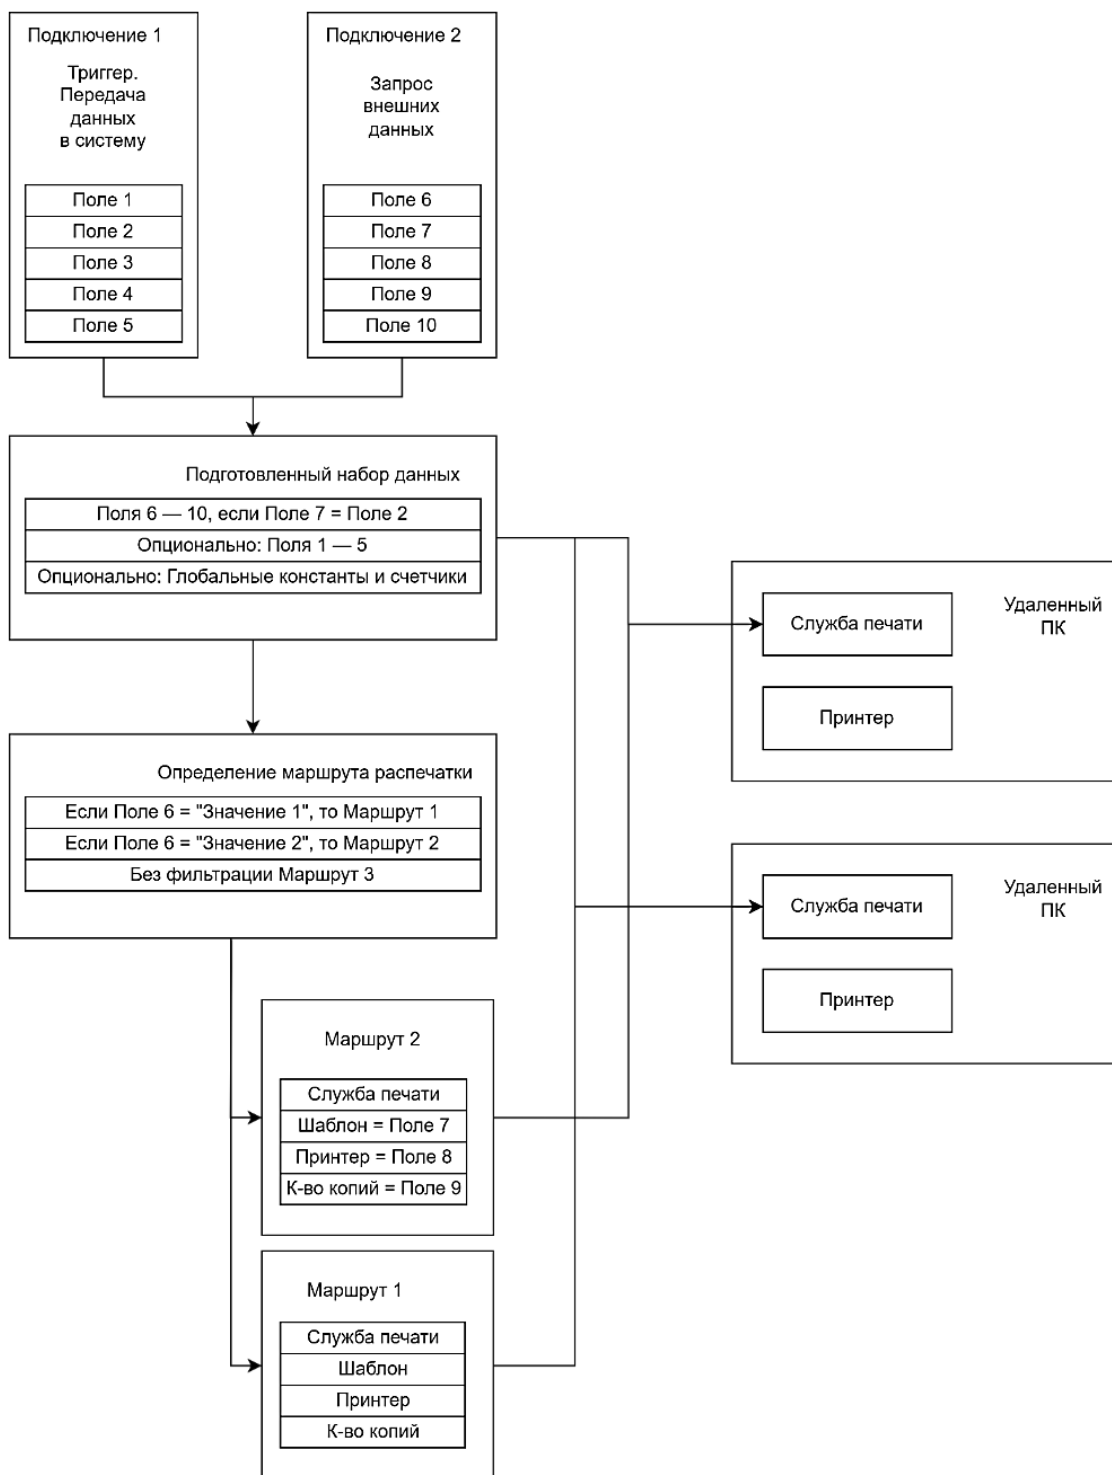 Подключение 1
Триггер.
Передача
данных
в систему
Поле 1
Поле 2
Поле 3
Поле 4
Поле 5
Подключение 2
Запрос
внешних
данных
Поле 6
Поле 7
Поле 8
Поле 9
Поле 10
Подготовленный набор данных
Поля 6 — 10, если Поле 7 = Поле 2
Опционально: Поля 1 — 5
Опционально: Глобальные константы и счетчики
Определение маршрута распечатки
Если Поле 6 = "Значение 1", то Маршрут 1
Если Поле 6 = "Значение 2", то Маршрут 2
Без фильтрации Маршрут 3
Служба печати
Удаленный
ПК
Принтер
Служба печати
Удаленный
ПК
Принтер
Маршрут 2
Служба печати
Шаблон = Поле 7
Принтер = Поле 8
К-во копий = Поле 9
Маршрут 1
Служба печати
Шаблон
Принтер
К-во копий